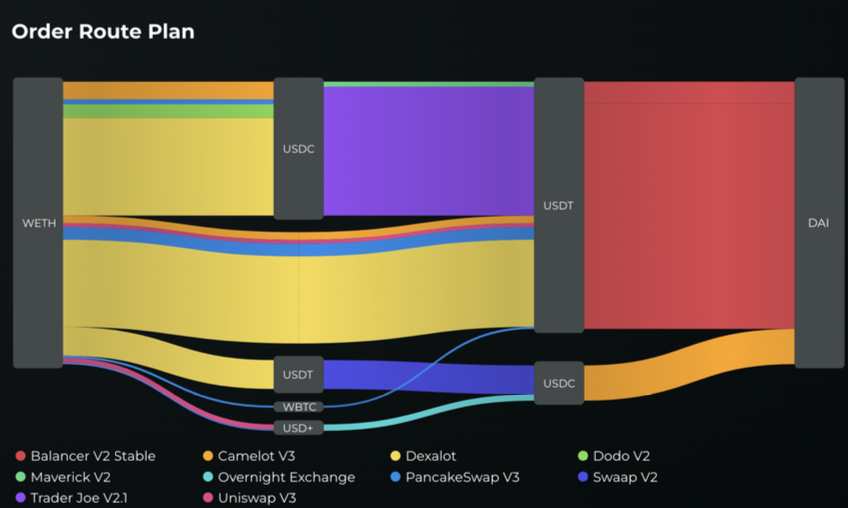 Order Route Plan
USDC
USDT
WETH
DAI
USDT
USDC
WBTC
USD+
Balancer V2 Stable
Camelot V3
Dexalot
Dodo V2
Maverick V2
Overnight Exchange
PancakeSwap V3
Swaap V2
Trader Joe V2.1
Uniswap V3